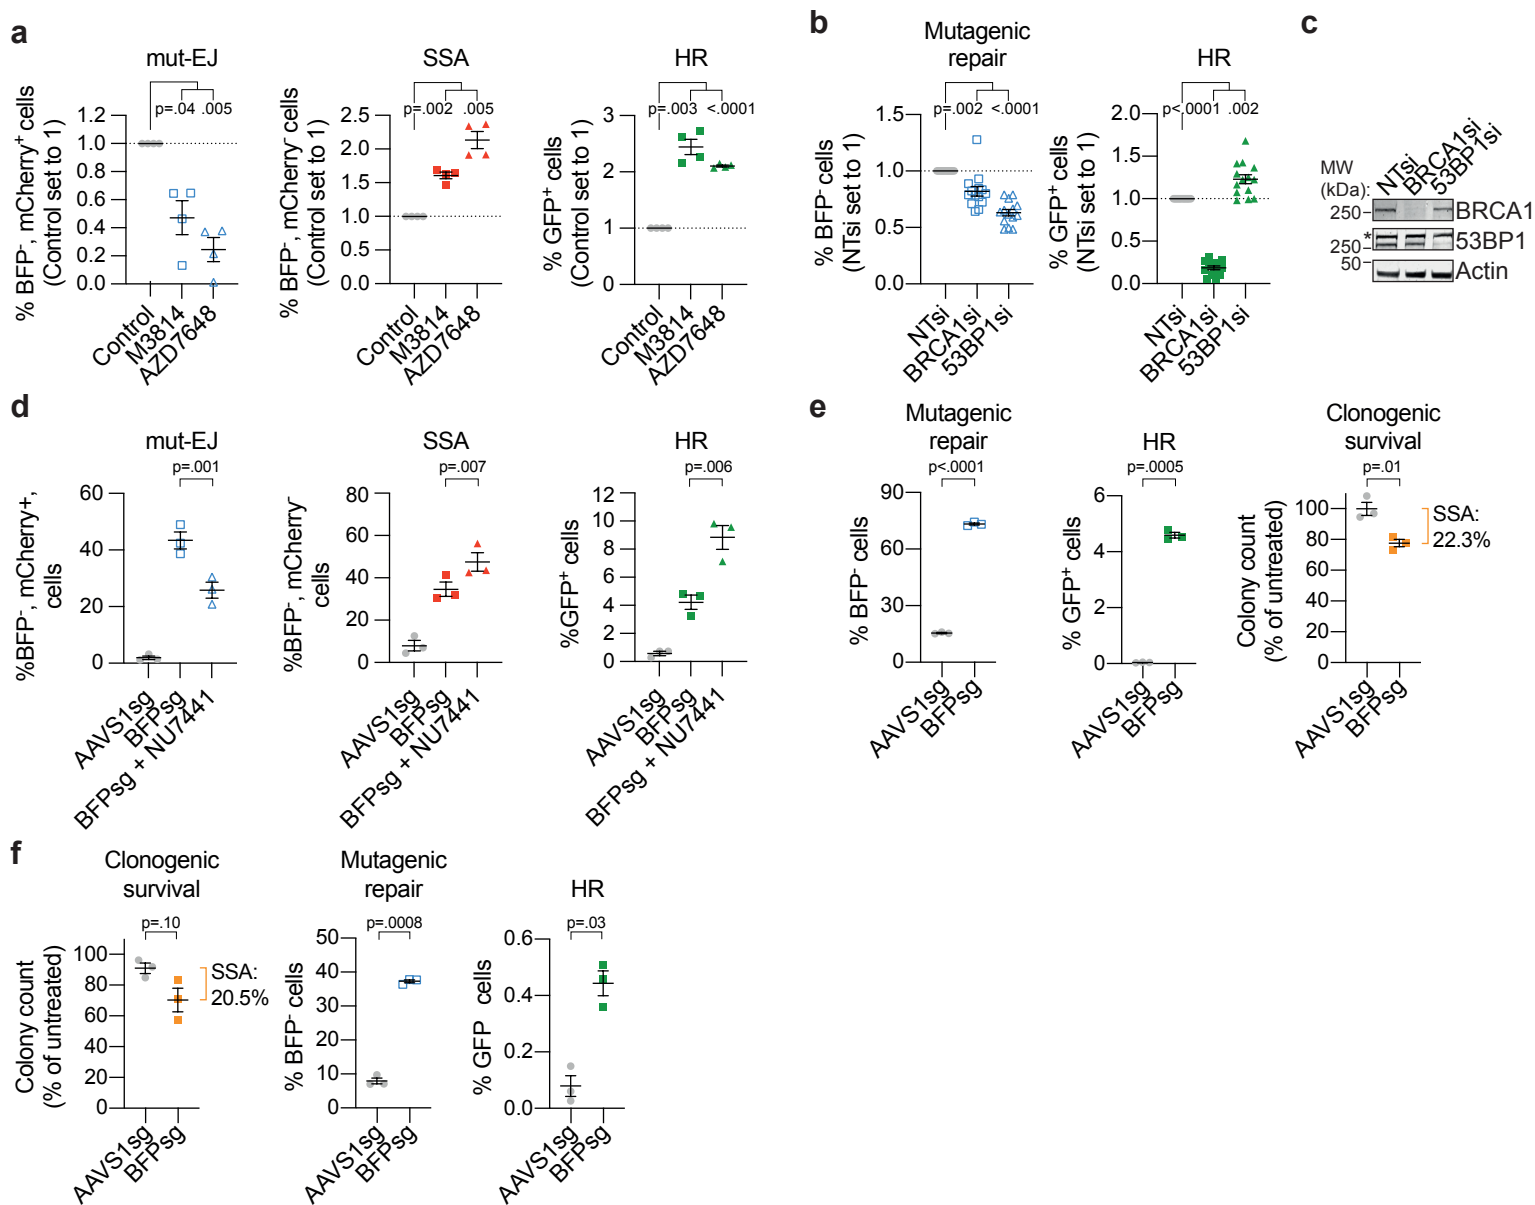 a
mut-EJ
% BFP-, mCherry+ cells
(Control set to 1)
p=.04 .005
1.2
1.0
0.8
0.6
0.4
0.2
0.0
Control
M3814
AZD7648
SSA
% BFP-, mCherry- cells
(Control set to 1)
p=.002 .005
2.5
2.0
1.5
1.0
0.5
0.0
Control
M3814
AZD7648
HR
% GFP+ cells
(Control set to 1)
p=.003 <.0001
3
2
1
0
Control
M3814
AZD7648
b
Mutagenic
repair
% BFP- cells
(NTsi set to 1)
p=.002 <.0001
1.5
1.0
0.5
0.0
NTsi
BRCA1si
53BP1si
HR
% GFP+ cells
(NTsi set to 1)
p<.0001 .002
2.0
1.5
1.0
0.5
0.0
NTsi
BRCA1si
53BP1si
c
MW
(kDa):
NTsi
BRCA1si
53BP1si
250
BRCA1
*
250
53BP1
50
Actin
d
mut-EJ
p=.001
%BFP-, mCherry+,
cells
60
40
20
0
AAVS1sg
BFPsg
BFPsg + NU7441
SSA
p=.007
%BFP-, mCherry-
cells
80
60
40
20
0
AAVS1sg
BFPsg
BFPsg + NU7441
HR
p=.006
%GFP+ cells
12
10
8
6
4
2
0
AAVS1sg
BFPsg
BFPsg + NU7441
e
Mutagenic
repair
p<.0001
% BFP- cells
90
60
30
0
AAVS1sg
BFPsg
HR
p=.0005
% GFP+ cells
6
4
2
0
AAVS1sg
BFPsg
Clonogenic
survival
p=.01
Colony count
(% of untreated)
100
80
60
40
20
0
SSA:
22.3%
AAVS1sg
BFPsg
f
Clonogenic
survival
p=.10
Colony count
(% of untreated)
100
80
60
40
20
0
SSA:
20.5%
AAVS1sg
BFPsg
Mutagenic
repair
p=.0008
% BFP- cells
50
40
30
20
10
0
AAVS1sg
BFPsg
HR
p=.03
% GFP cells
0.6
0.4
0.2
0.0
AAVS1sg
BFPsg